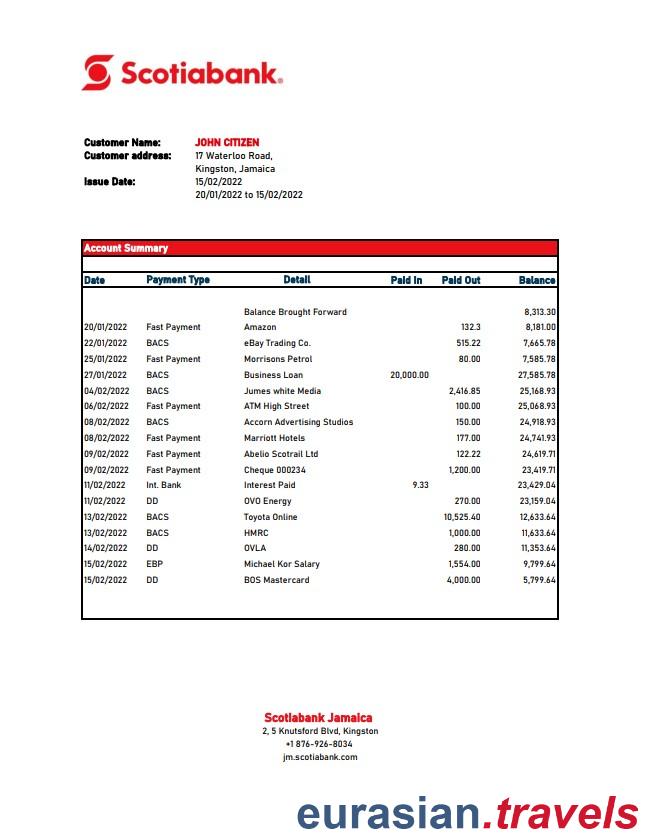 Scotiabank.
Customer Name: JOHN CITIZEN
Customer address: 17 Waterloo Road,
Kingston, Jamaica
Issue Date: 15/02/2022
20/01/2022 to 15/02/2022
Account Summary
Date Payment Type Detail Paid In Paid Out Balance
Balance Brought Forward 8,313.30
20/01/2022 Fast Payment Amazon 132.3 8,181.00
22/01/2022 BACS eBay Trading Co. 515.22 7,665.78
25/01/2022 Fast Payment Morrisons Petrol 80.00 7,585.78
27/01/2022 BACS Business Loan 20,000.00 27,585.78
04/02/2022 BACS Jumes white Media 2,416.85 25,168.93
06/02/2022 Fast Payment ATM High Street 100.00 25,068.93
08/02/2022 BACS Accorn Advertising Studios 150.00 24,918.93
08/02/2022 Fast Payment Marriott Hotels 177.00 24,741.93
09/02/2022 Fast Payment Abelio Scotrail Ltd 122.22 24,619.71
09/02/2022 Fast Payment Cheque 000234 1,200.00 23,419.71
11/02/2022 Int. Bank Interest Paid 9.33 23,429.04
11/02/2022 DD OVO Energy 270.00 23,159.04
13/02/2022 BACS Toyota Online 10,525.40 12,633.64
13/02/2022 BACS HMRC 1,000.00 11,633.64
14/02/2022 DD OVLA 280.00 11,353.64
15/02/2022 EBP Michael Kor Salary 1,554.00 9,799.64
15/02/2022 DD BOS Mastercard 4,000.00 5,799.64
Scotiabank Jamaica
2, 5 Knutsford Blvd, Kingston
+1 876-926-8034
jm.scotiabank.com
eurasian.travels